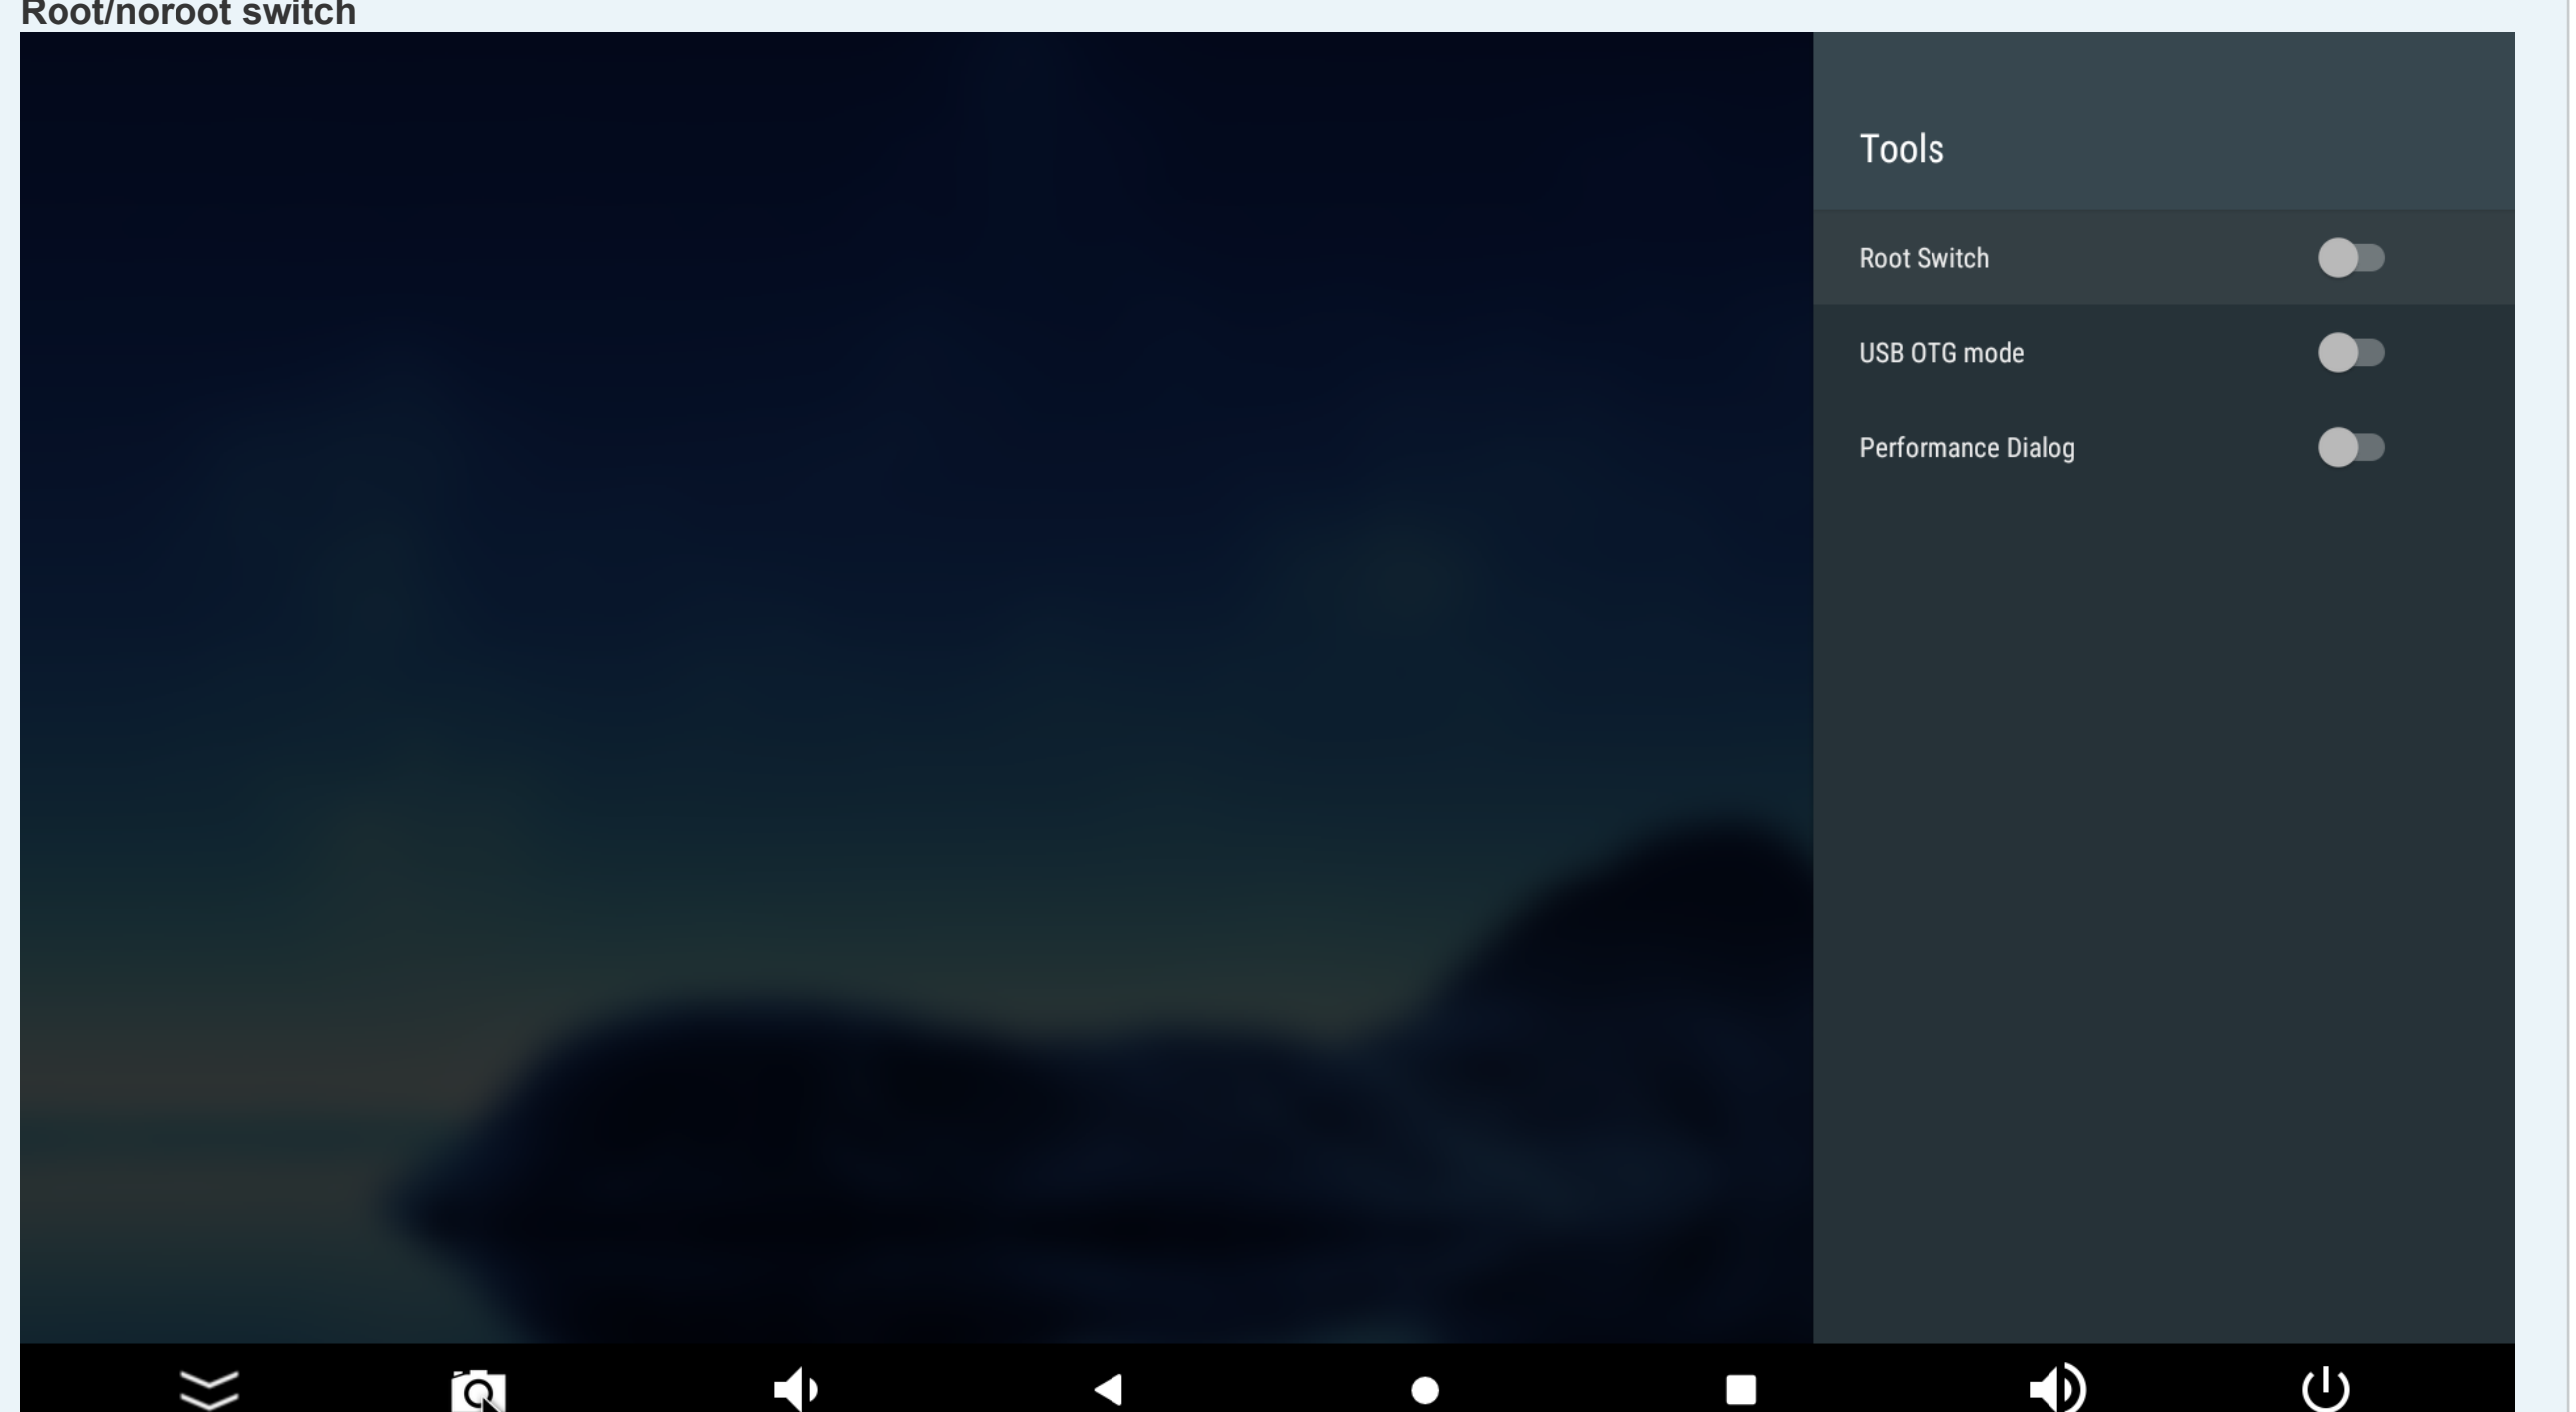 Root/noroot switch
Tools
Root Switch
USB OTG mode
Performance Dialog